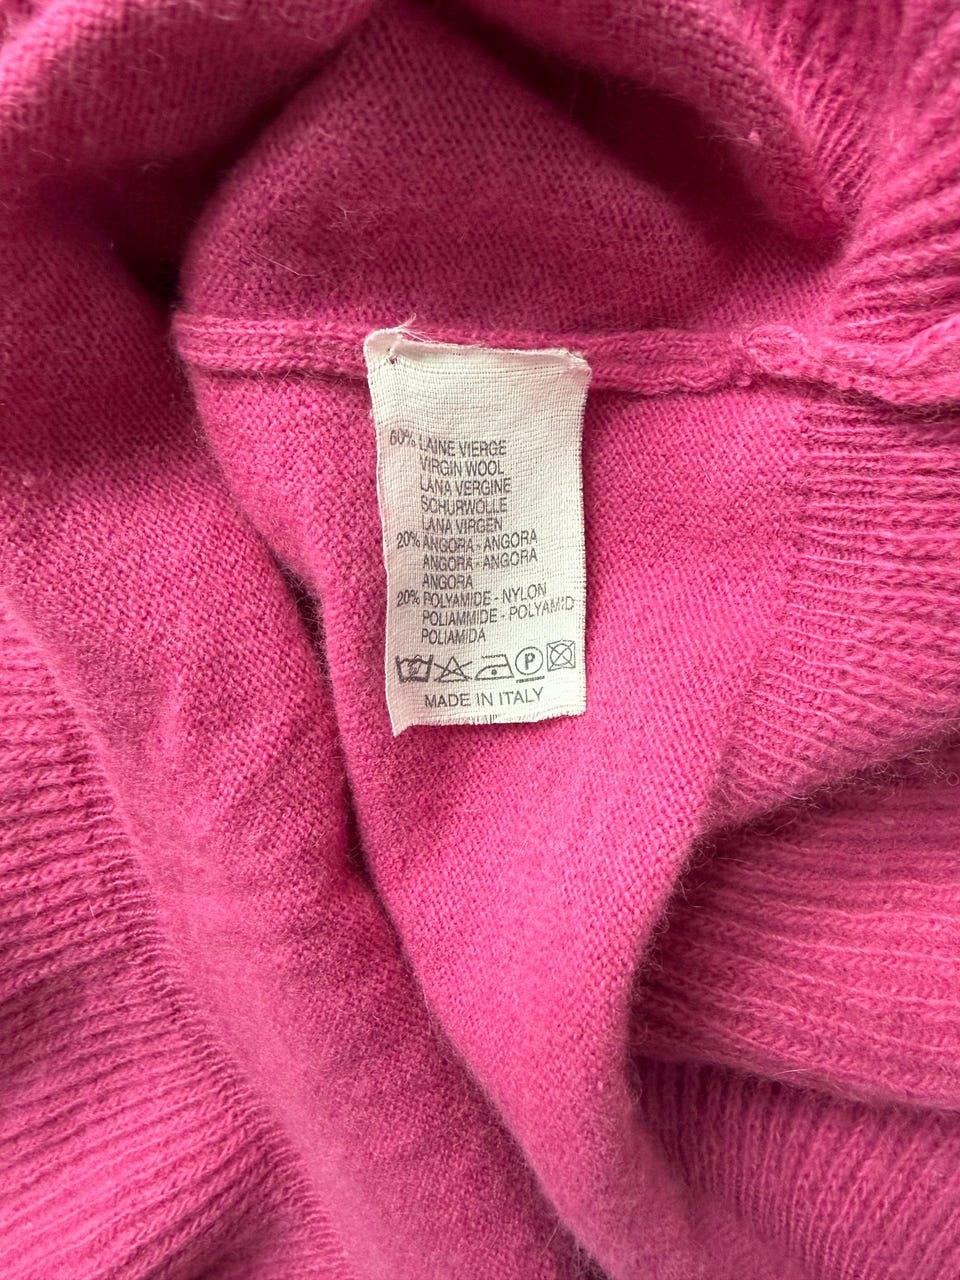 60% LAINE VIERGE
VIRGIN WOOL
LANA VERGINE
SCHURWOLLE
LANA VIRGEN
20% ANGORA - ANGORA
ANGORA - ANGORA
ANGORA
20% POLYAMIDE - NYLON
POLIAMMIDE - POLYAMID
POLIAMIDA
P
MADE IN ITALY